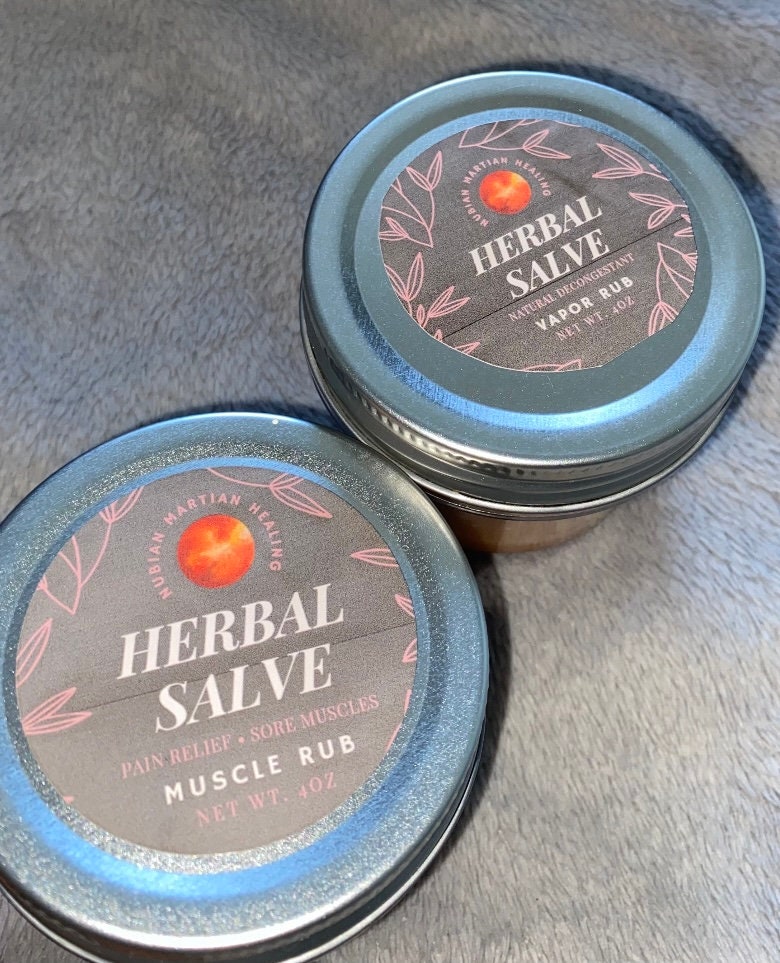 NUBIAN MARTIAN HEALING
HERBAL
SALVE
NATURAL DECONGESTANT
VAPOR RUB
NET WT. 4OZ
NUBIAN MARTIAN HEALING
HERBAL
SALVE
PAIN RELIEF • SORE MUSCLES
MUSCLE RUB
NET WT. 4OZ